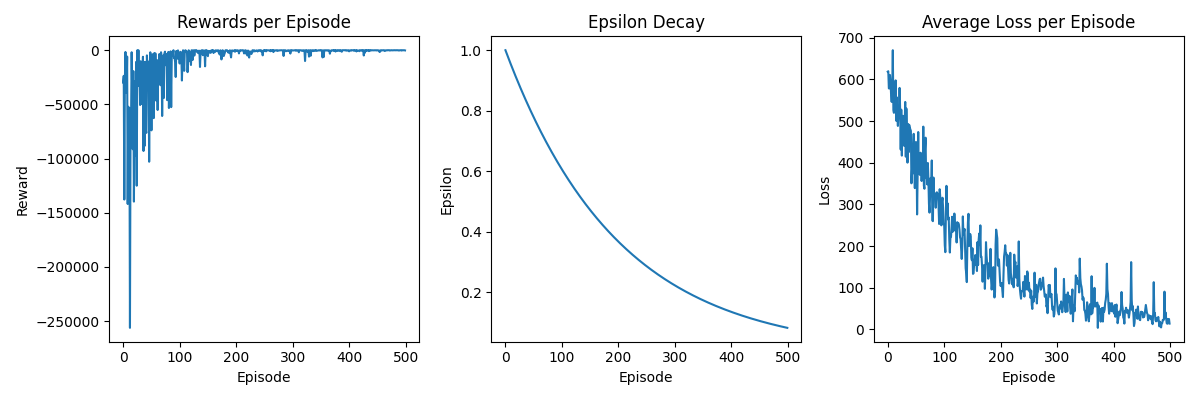 Rewards per Episode
0
−50000
−100000
−150000
−200000
−250000
Reward
0 100 200 300 400 500
Episode
Epsilon Decay
1.0
0.8
0.6
0.4
0.2
Epsilon
0 100 200 300 400 500
Episode
Average Loss per Episode
700
600
500
400
300
200
100
0
Loss
0 100 200 300 400 500
Episode